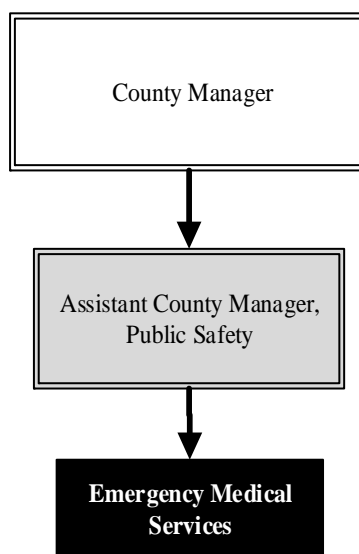 County Manager
Assistant County Manager,
Public Safety
Emergency Medical
Services